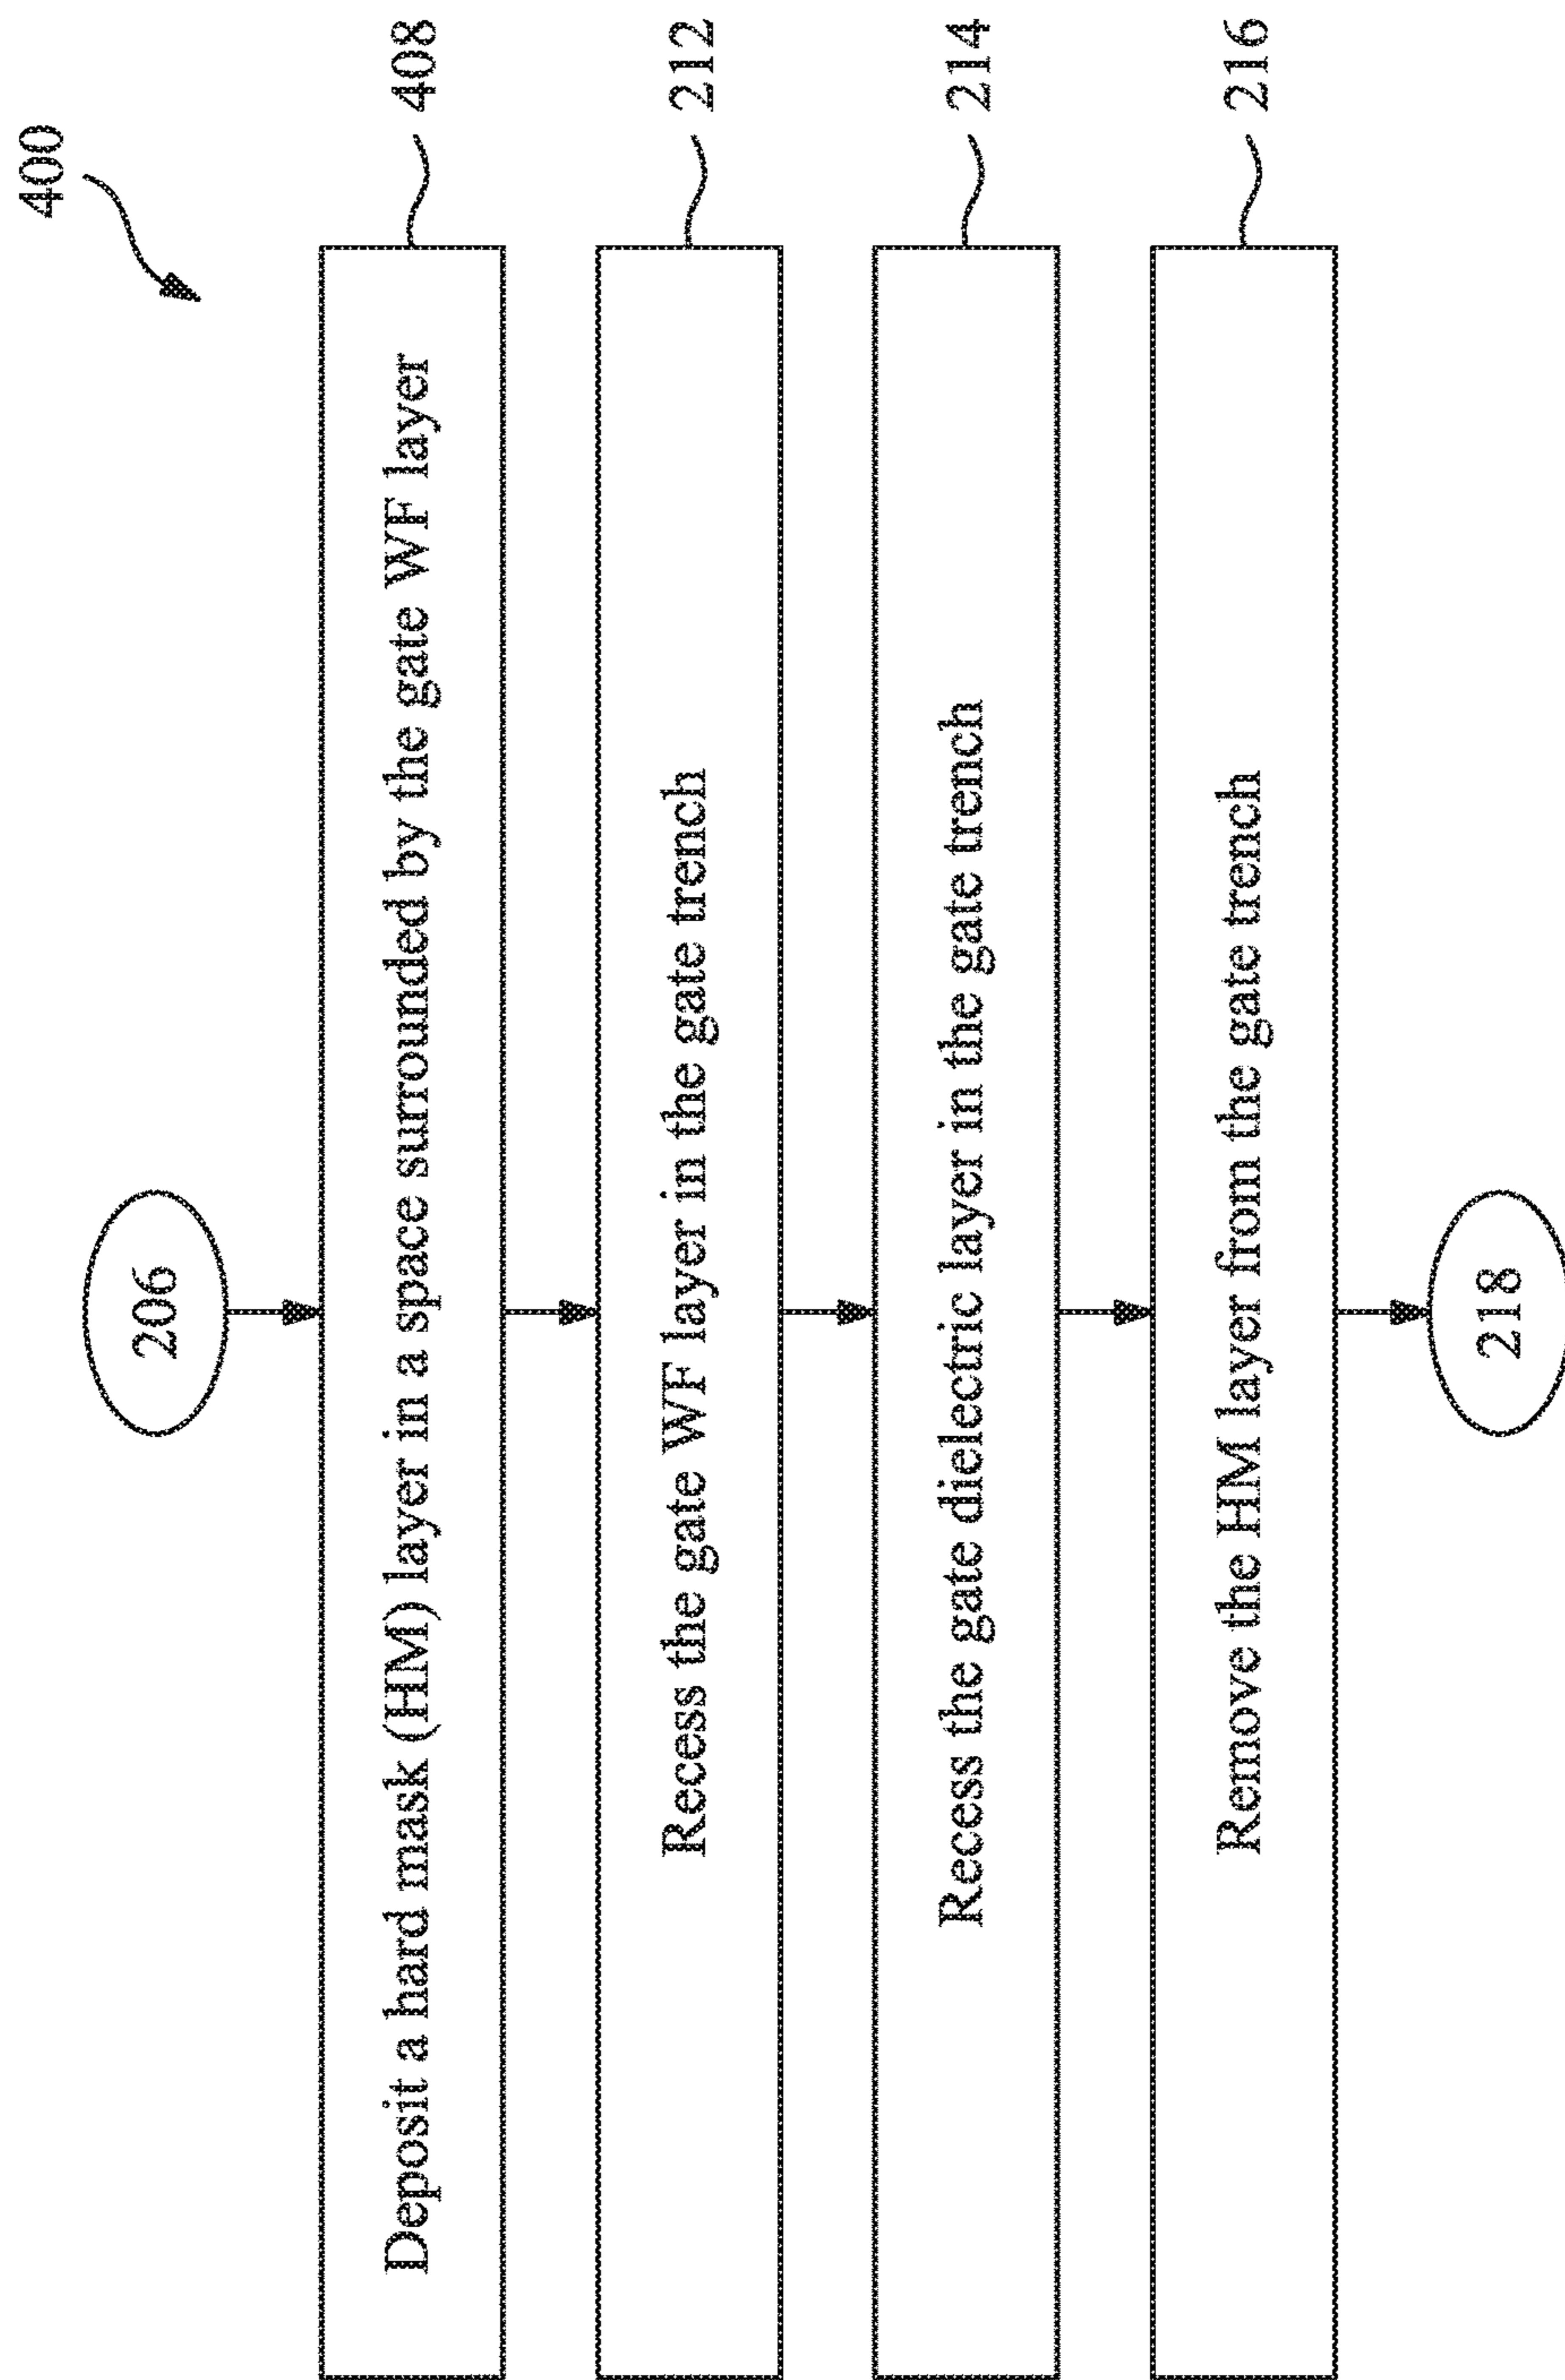 400
206
Deposit a hard mask (HM) layer in a space surrounded by the gate WF layer
408
Recess the gate WF layer in the gate trench
212
Recess the gate dielectric layer in the gate trench
214
Remove the HM layer from the gate trench
216
218